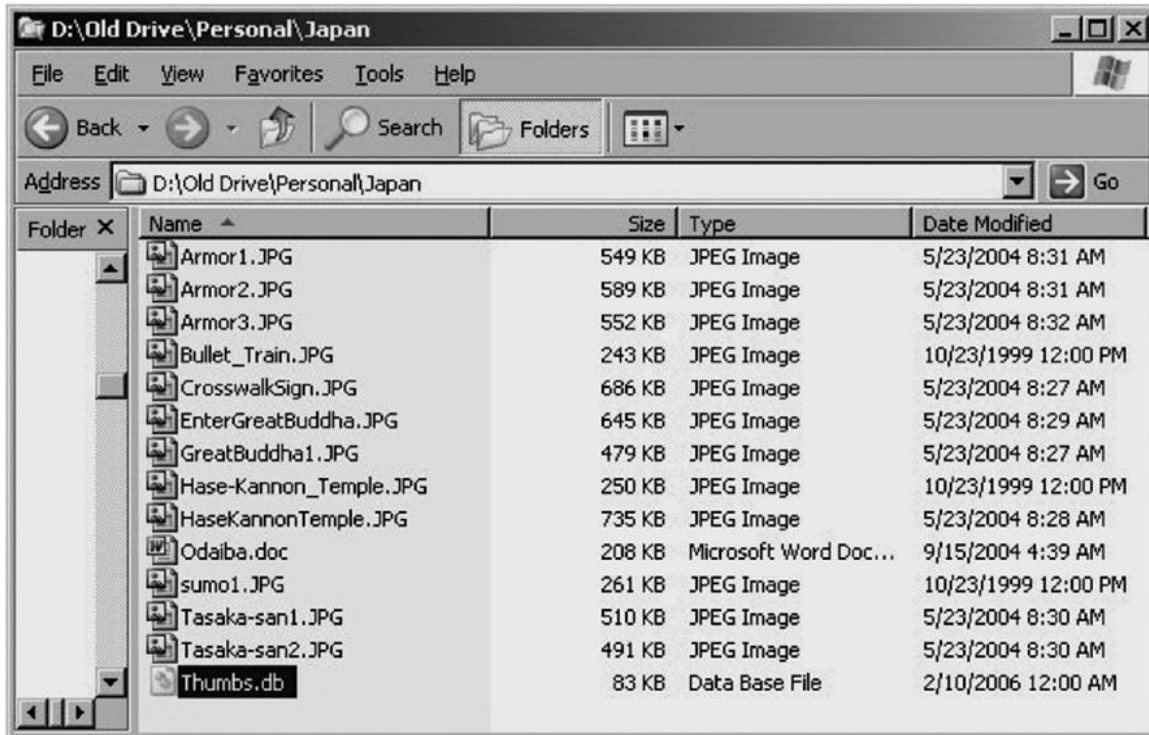 D:\Old Drive\Personal\Japan
File Edit View Favorites Tools Help
Back Search Folders
Address D:\Old Drive\Personal\Japan Go
Folder X Name Size Type Date Modified
Armor1.JPG 549 KB JPEG Image 5/23/2004 8:31 AM
Armor2.JPG 589 KB JPEG Image 5/23/2004 8:31 AM
Armor3.JPG 552 KB JPEG Image 5/23/2004 8:32 AM
Bullet_Train.JPG 243 KB JPEG Image 10/23/1999 12:00 PM
CrosswalkSign.JPG 686 KB JPEG Image 5/23/2004 8:27 AM
EnterGreatBuddha.JPG 645 KB JPEG Image 5/23/2004 8:29 AM
GreatBuddha1.JPG 479 KB JPEG Image 5/23/2004 8:27 AM
Hase-Kannon_Temple.JPG 250 KB JPEG Image 10/23/1999 12:00 PM
HaseKannonTemple.JPG 735 KB JPEG Image 5/23/2004 8:28 AM
Odaiba.doc 208 KB Microsoft Word Doc... 9/15/2004 4:39 AM
sumo1.JPG 261 KB JPEG Image 10/23/1999 12:00 PM
Tasaka-san1.JPG 510 KB JPEG Image 5/23/2004 8:30 AM
Tasaka-san2.JPG 491 KB JPEG Image 5/23/2004 8:30 AM
Thumbs.db 83 KB Data Base File 2/10/2006 12:00 AM